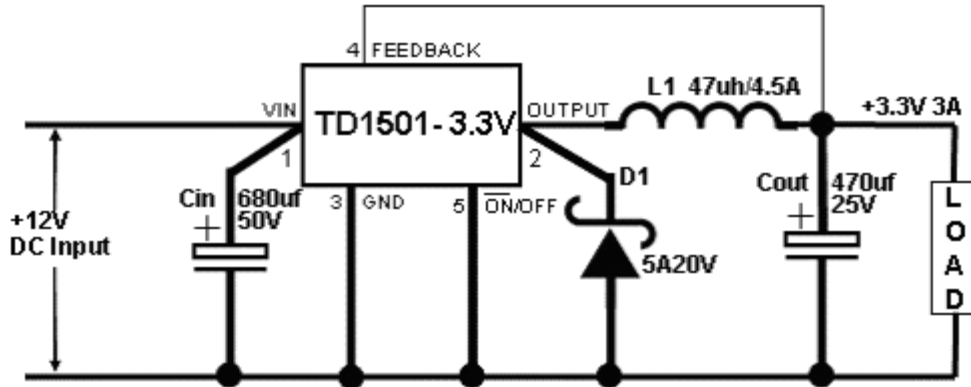 4 FEEDBACK
L1 47uh/4.5A
VIN
TD1501-3.3V
OUTPUT
+3.3V 3A
1
2
D1
Cin
680uf
50V
+
3
GND
5
ON/OFF
Cout
470uf
25V
+
+12V
DC Input
5A20V
LOAD